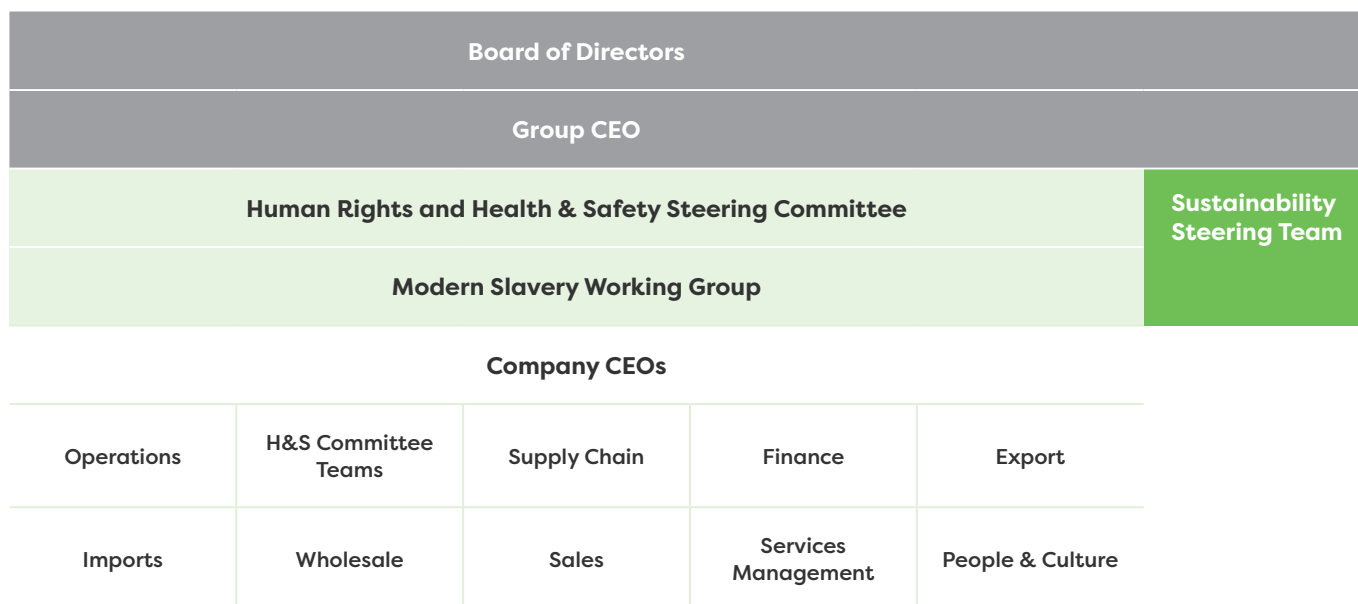 Board of Directors
Group CEO
Human Rights and Health & Safety Steering Committee
Sustainability
Steering Team
Modern Slavery Working Group
Company CEOs
Operations
H&S Committee
Teams
Supply Chain
Finance
Export
Imports
Wholesale
Sales
Services
Management
People & Culture